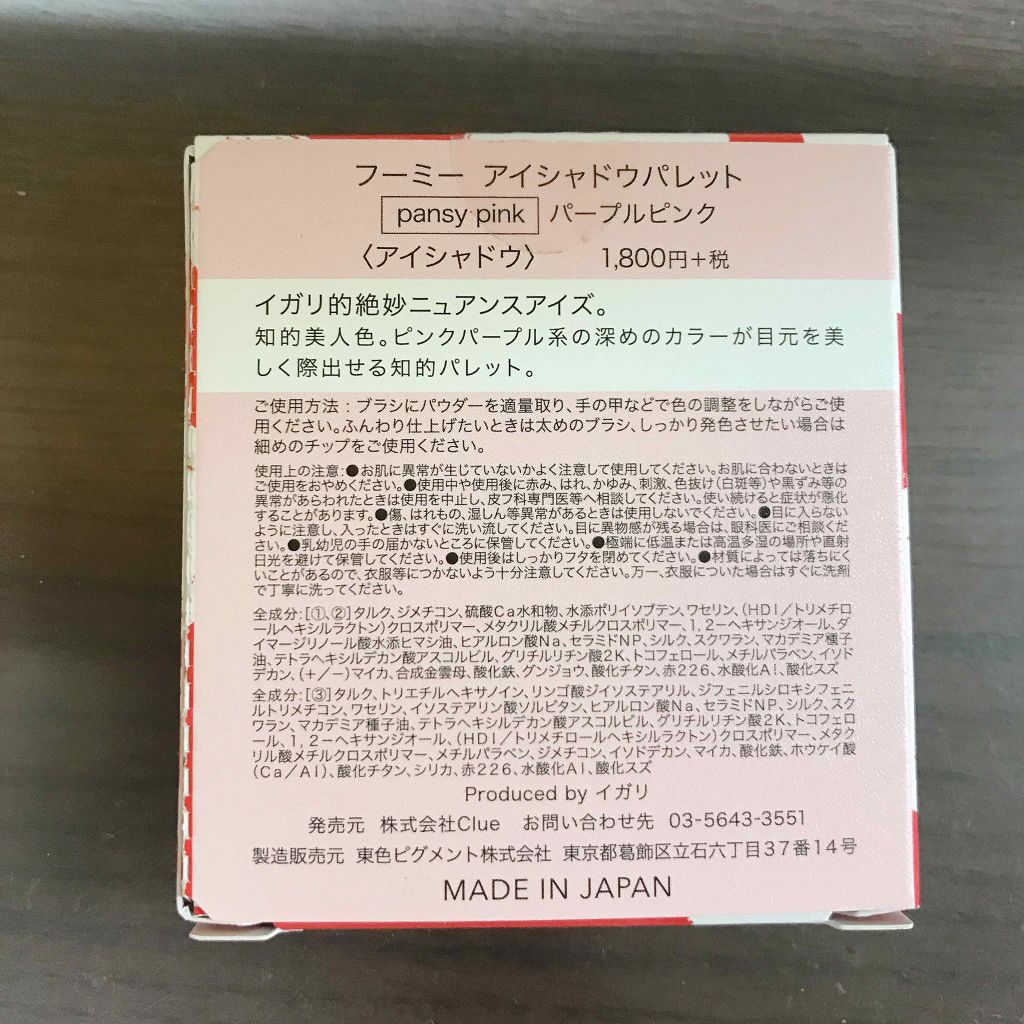 フーミー アイシャドウパレット
pansy pink パープルピンク
〈アイシャドウ〉 1,800円+税
イガリ的絶妙ニュアンスアイズ。
知的美人色。ピンクパープル系の深めのカラーが目元を美
しく際出せる知的パレット。
ご使用方法：ブラシにパウダーを適量取り、手の甲などで色の調整をしながらご使
用ください。ふんわり仕上げたいときは太めのブラシ、しっかり発色させたい場合は
細めのチップをご使用ください。
使用上の注意：●お肌に異常が生じていないかよく注意して使用してください。お肌に合わないときは
ご使用をおやめください。●使用中や使用後に赤み、はれ、かゆみ、刺激、色抜け(白斑等)や黒ずみ等の
異常があらわれたときは使用を中止し、皮フ科専門医等へ相談してください。使い続けると症状が悪化
することがあります。●傷、はれもの、湿しん等異常があるときは使用しないでください。●目に入らない
ように注意し、入ったときはすぐに洗い流してください。目に異物感が残る場合は、眼科医にご相談くだ
さい。●乳幼児の手の届かないところに保管してください。●極端に低温または高温多湿の場所や直射
日光を避けて保管してください。●使用後はしっかりフタを閉めてください。●材質によっては落ちにく
いことがあるので、衣服等につかないよう十分注意してください。万一、衣服についた場合はすぐに洗剤
で丁寧に洗ってください。
全成分：[①、②]タルク、ジメチコン、硫酸Ca水和物、水添ポリイソブテン、ワセリン、(HDI／トリメチロ
ールヘキシルラクトン)クロスポリマー、メタクリル酸メチルクロスポリマー、1,2－ヘキサンジオール、ダ
イマージリノール酸水添ヒマシ油、ヒアルロン酸Na、セラミドNP、シルク、スクワラン、マカデミア種子
油、テトラヘキシルデカン酸アスコルビル、グリチルリチン酸2K、トコフェロール、メチルパラベン、イソド
デカン、(+／−)マイカ、合成金雲母、酸化鉄、グンジョウ、酸化チタン、赤226、水酸化Al、酸化スズ
全成分：[③]タルク、トリエチルヘキサノイン、リンゴ酸ジイソステアリル、ジフェニルシロキシフェニ
ルトリメチコン、ワセリン、イソステアリン酸ソルビタン、ヒアルロン酸Na、セラミドNP、シルク、スク
ワラン、マカデミア種子油、テトラヘキシルデカン酸アスコルビル、グリチルリチン酸2K、トコフェロ
ール、1,2－ヘキサンジオール、(HDI／トリメチロールヘキシルラクトン)クロスポリマー、メタク
リル酸メチルクロスポリマー、メチルパラベン、ジメチコン、イソドデカン、マイカ、酸化鉄、ホウケイ酸
(Ca／Al)、酸化チタン、シリカ、赤226、水酸化Al、酸化スズ
Produced by イガリ
発売元 株式会社Clue お問い合わせ先 03-5643-3551
製造販売元 東色ピグメント株式会社 東京都葛飾区立石六丁目37番14号
MADE IN JAPAN